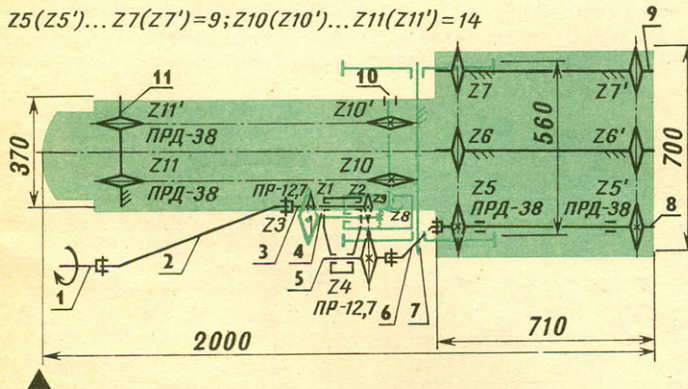 Z5(Z5')...Z7(Z7')=9; Z10(Z10')...Z11(Z11')=14
11
10
9
Z11'
Z10'
Z7
Z7'
ПРД-38
370
560
700
Z6
Z6'
Z11
Z10
ПРД-38
ПР-12,7
Z1
Z2
Z9
Z8
Z5
Z5'
ПРД-38
ПРД-38
Z3
8
1
2
3
4
5
Z4
6
7
ПР-12,7
710
2000